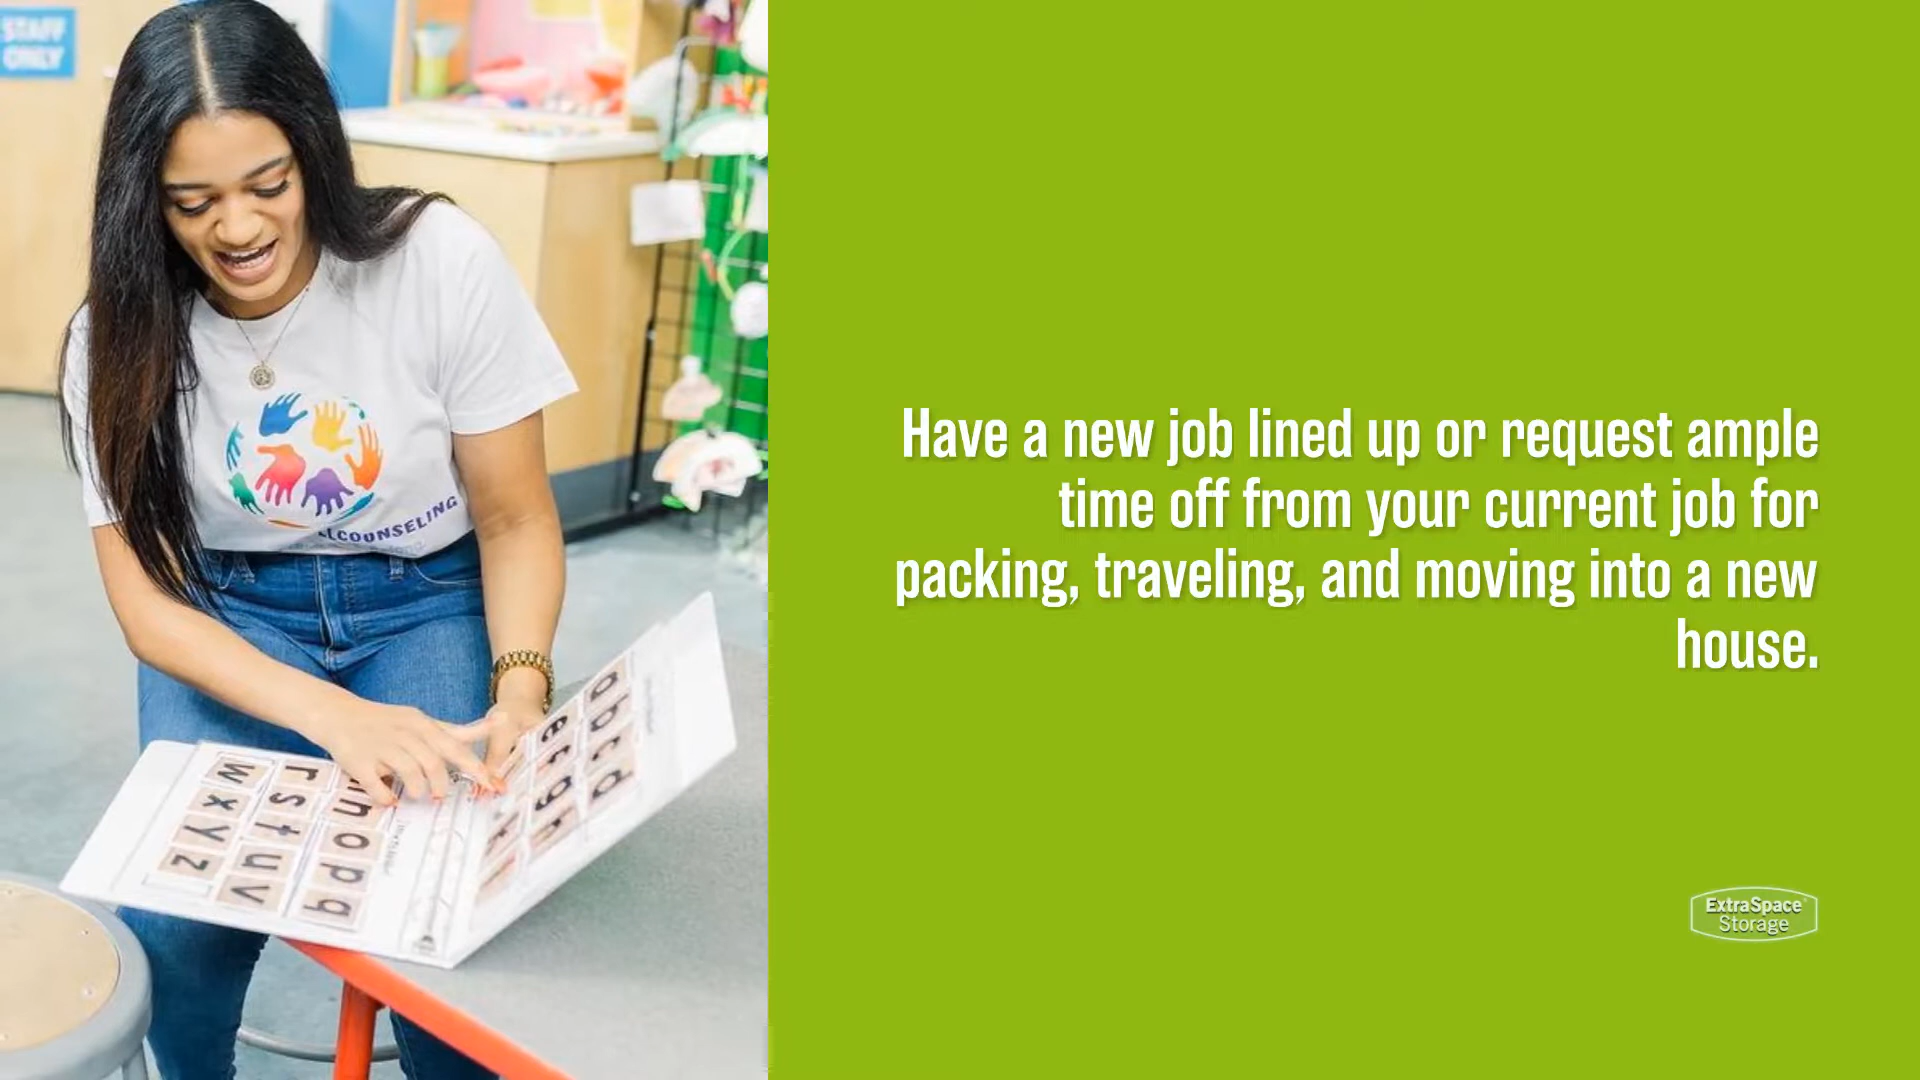 STAFF
ONLY
Have a new job lined up or request ample
time off from your current job for
packing, traveling, and moving into a new
house.
LCOUNSELING
a b c d
e f g h
n o p q
r s t u v
w x y z
ExtraSpace
Storage